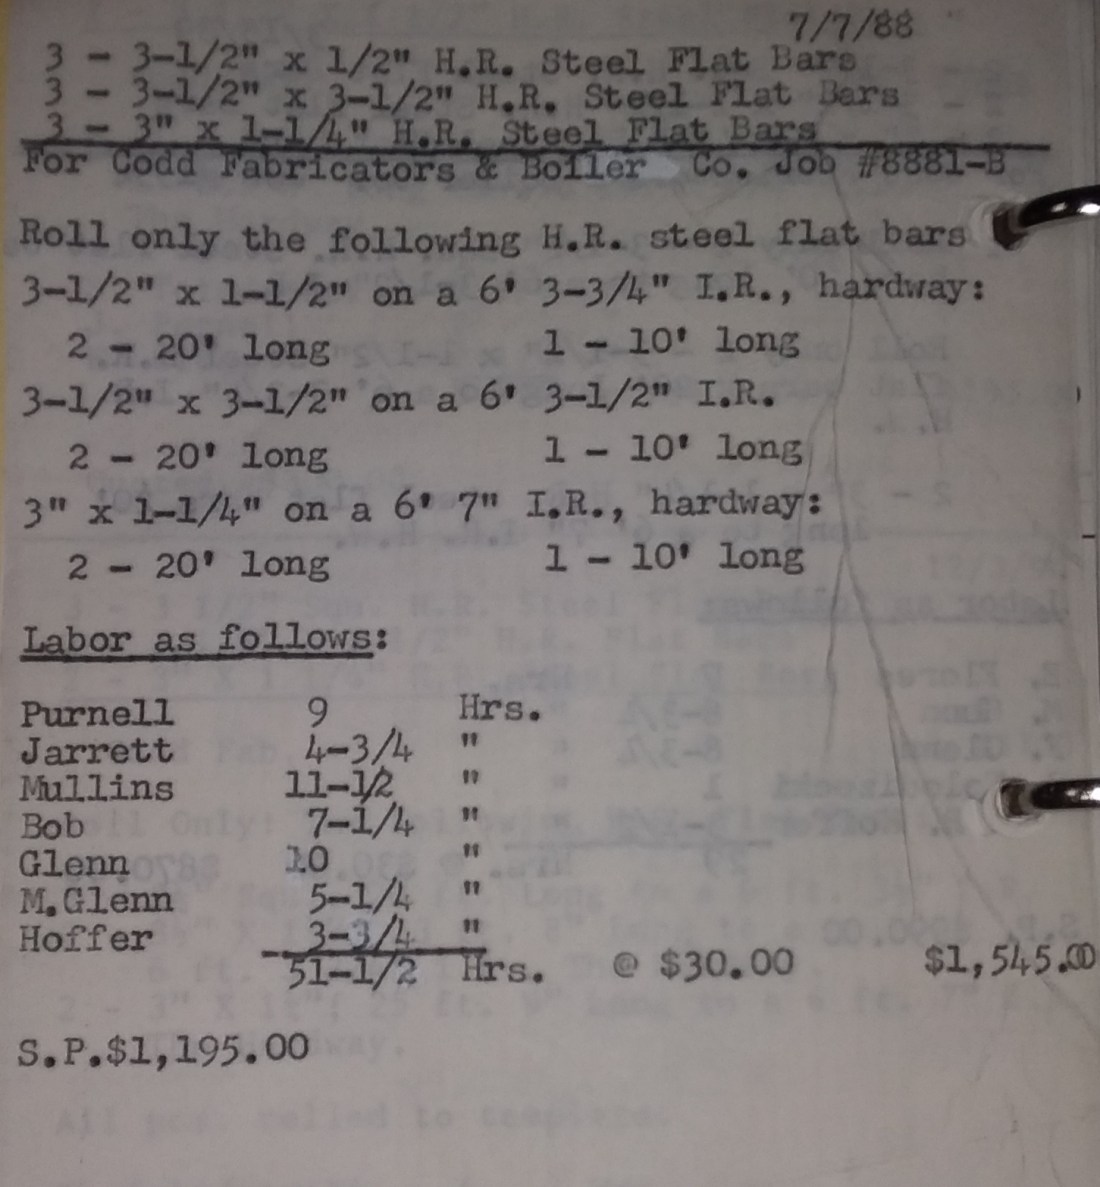 7/7/88
3 - 3-1/2" x 1/2" H.R. Steel Flat Bars
3 - 3-1/2" x 3-1/2" H.R. Steel Flat Bars
3 - 3" x 1-1/4" H.R. Steel Flat Bars
For Codd Fabricators & Boiler Co. Job #8881-B
Roll only the following H.R. steel flat bars
3-1/2" x 1-1/2" on a 6' 3-3/4" I.R., hardway:
2 - 20' long 1 - 10' long
3-1/2" x 3-1/2" on a 6' 3-1/2" I.R.
2 - 20' long 1 - 10' long
3" x 1-1/4" on a 6' 7" I.R., hardway:
2 - 20' long 1 - 10' long
Labor as follows:
Purnell 9 Hrs.
Jarrett 4-3/4 "
Mullins 11-1/2 "
Bob 7-1/4 "
Glenn 10 "
M.Glenn 5-1/4 "
Hoffer 3-3/4 "
51-1/2 Hrs. @ $30.00 $1,545.00
S.P.$1,195.00